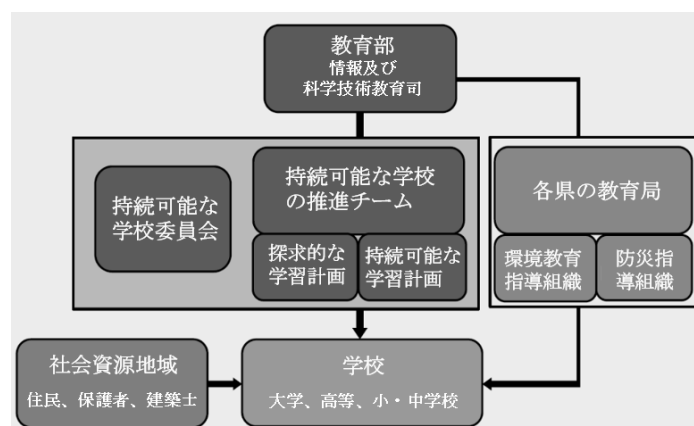 教育部
情報及び
科学技術教育司
持続可能な
学校委員会
持続可能な学校
の推進チーム
探求的な
学習計画
持続可能な
学習計画
各県の教育局
環境教育
指導組織
防災指
導組織
社会資源地域
住民、保護者、建築士
学校
大学、高等、小・中学校